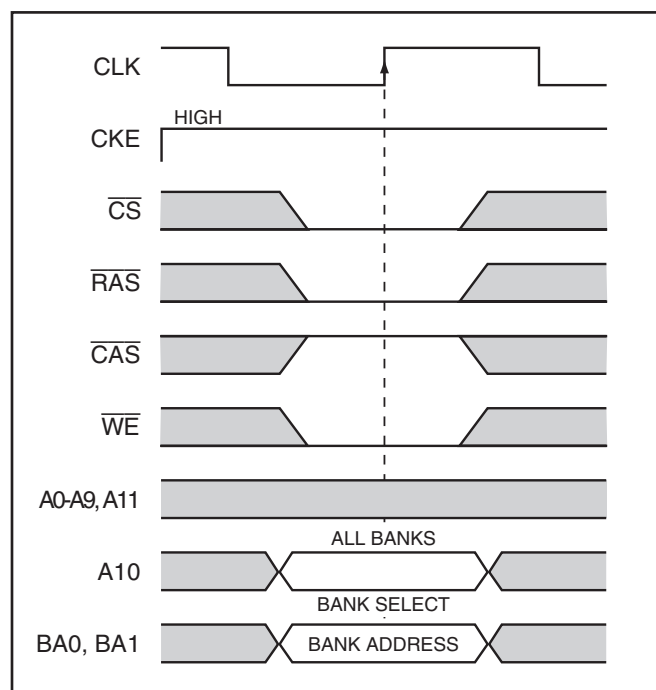 CLK
HIGH
CKE
CS
RAS
CAS
WE
A0-A9, A11
ALL BANKS
A10
BANK SELECT
BA0, BA1
BANK ADDRESS